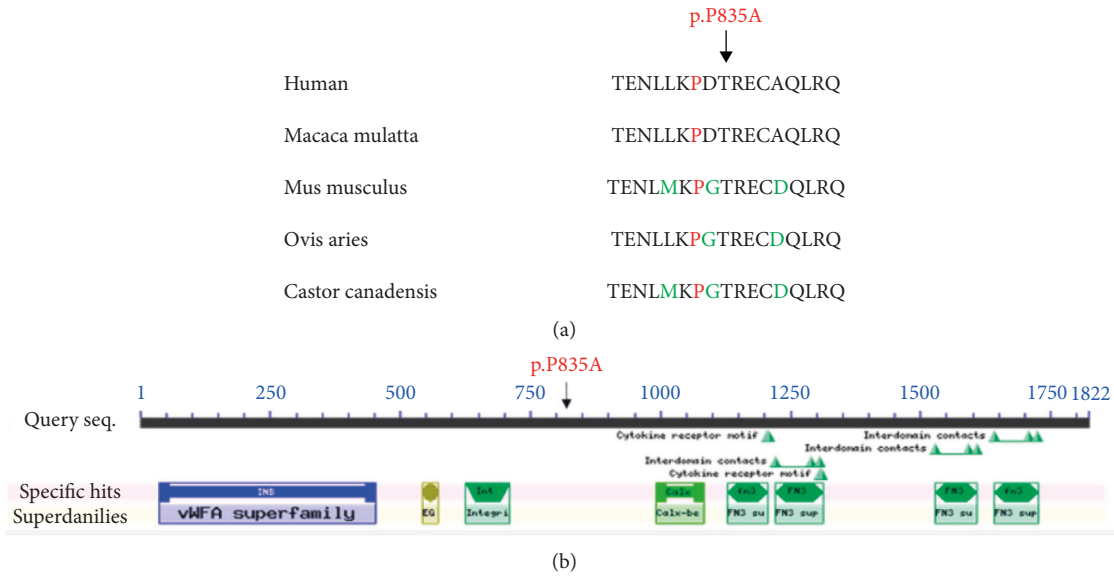 p.P835A
Human TENLLKPDTRECAQLRQ
Macaca mulatta TENLLKPDTRECAQLRQ
Mus musculus TENLMKPGTRECDQLRQ
Ovis aries TENLLKPGTRECDQLRQ
Castor canadensis TENLMKPGTRECDQLRQ
(a)
p.P835A
1 250 500 750 1000 1250 1500 1750 1822
Query seq.
Cytokine receptor motif Interdomain contacts
Interdomain contacts
Interdomain contacts
Cytokine receptor motif
Specific hits INB Int Calx fn3 FN3 FN3 fn3
Superdanilies vWFA superfamily EG Integri Calx-be FN3 su FN3 sup FN3 su FN3 sup
(b)